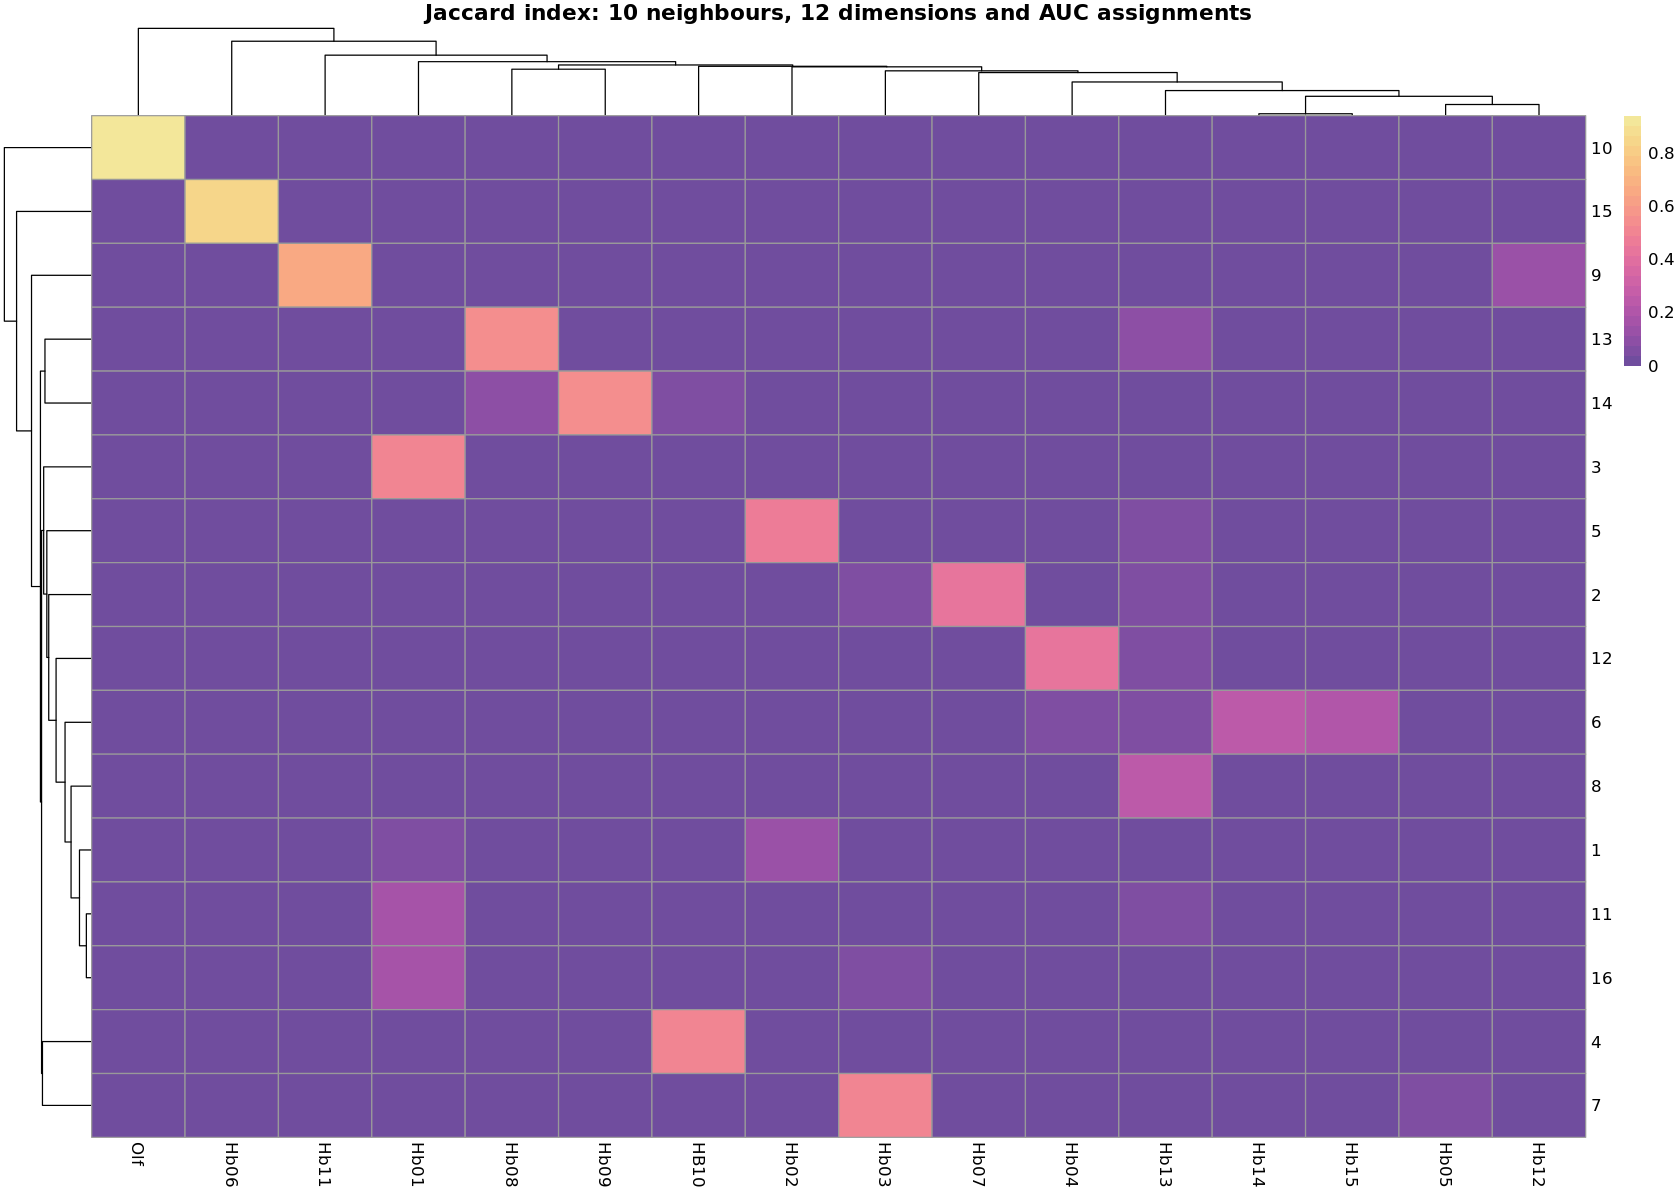 Jaccard index: 10 neighbours, 12 dimensions and AUC assignments
10
15
9
13
14
3
5
2
12
6
8
1
11
16
4
7
0.8
0.6
0.4
0.2
0
Olf
Hb06
Hb11
Hb01
Hb08
Hb09
HB10
Hb02
Hb03
Hb07
Hb04
Hb13
Hb14
Hb15
Hb05
Hb12